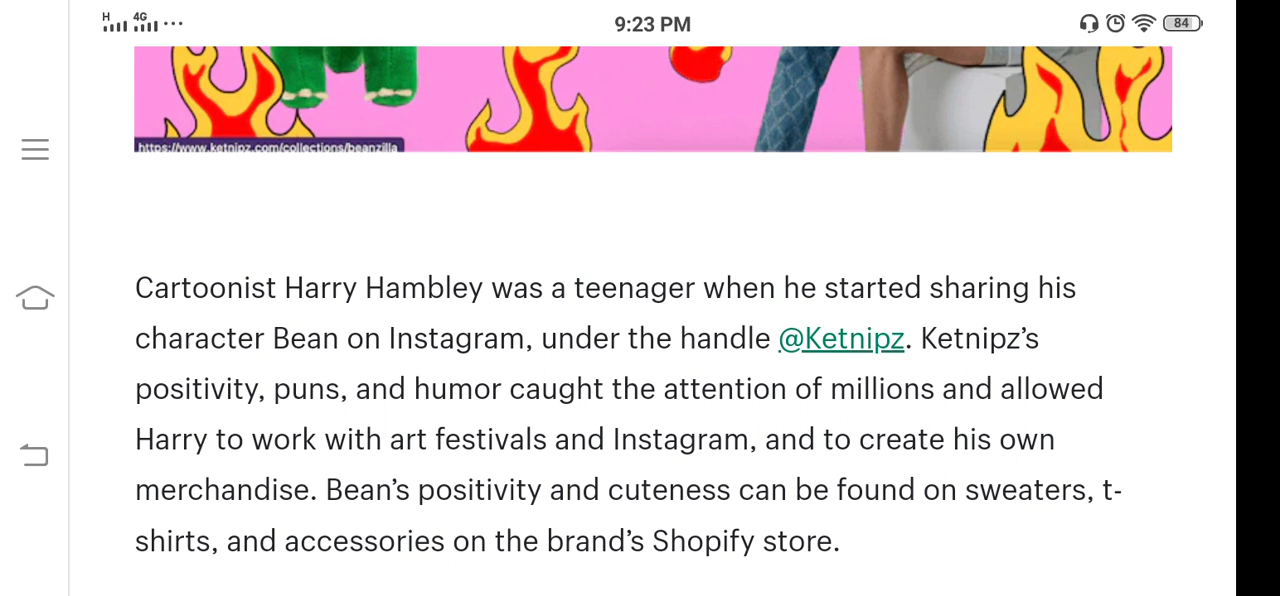 H 4G
9:23 PM
84
https://www.ketnipz.com/collections/beanzilla
Cartoonist Harry Hambley was a teenager when he started sharing his
character Bean on Instagram, under the handle @Ketnipz. Ketnipz’s
positivity, puns, and humor caught the attention of millions and allowed
Harry to work with art festivals and Instagram, and to create his own
merchandise. Bean’s positivity and cuteness can be found on sweaters, t-
shirts, and accessories on the brand’s Shopify store.